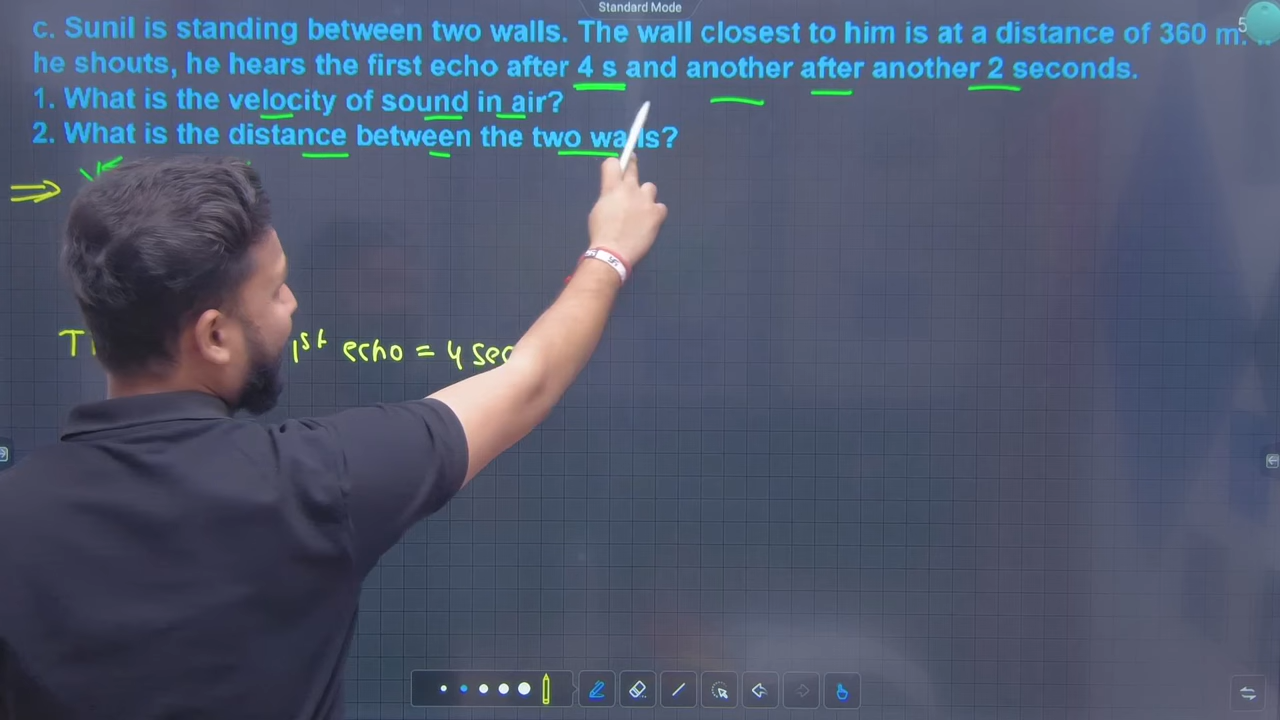 Standard Mode
5
c. Sunil is standing between two walls. The wall closest to him is at a distance of 360 m.
he shouts, he hears the first echo after 4 s and another after another 2 seconds.
1. What is the velocity of sound in air?
2. What is the distance between the two walls?
1st echo = 4 sec